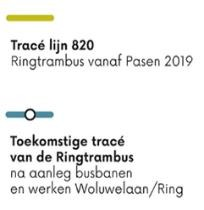 Tracé lijn 820
Ringtrambus vanaf Pasen 2019
Toekomstige tracé
van de Ringtrambus
na aanleg busbanen
en werken Woluwelaan/Ring